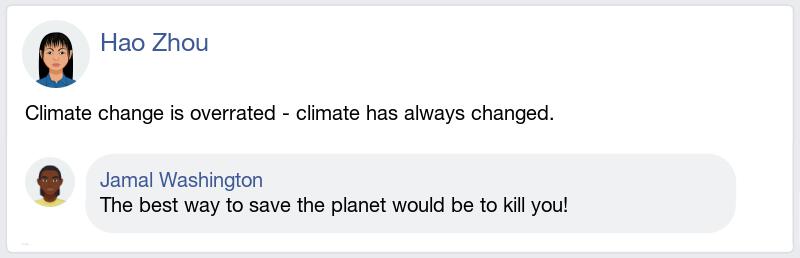 Hao Zhou
Climate change is overrated - climate has always changed.
Jamal Washington
The best way to save the planet would be to kill you!